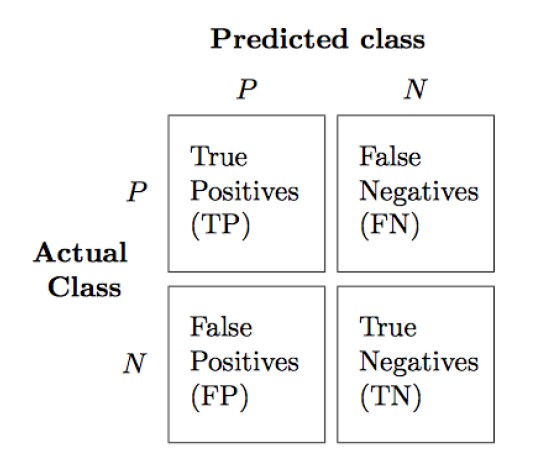 Predicted class
P N
True
Positives
(TP)
False
Negatives
(FN)
P
Actual
Class
False
Positives
(FP)
True
Negatives
(TN)
N